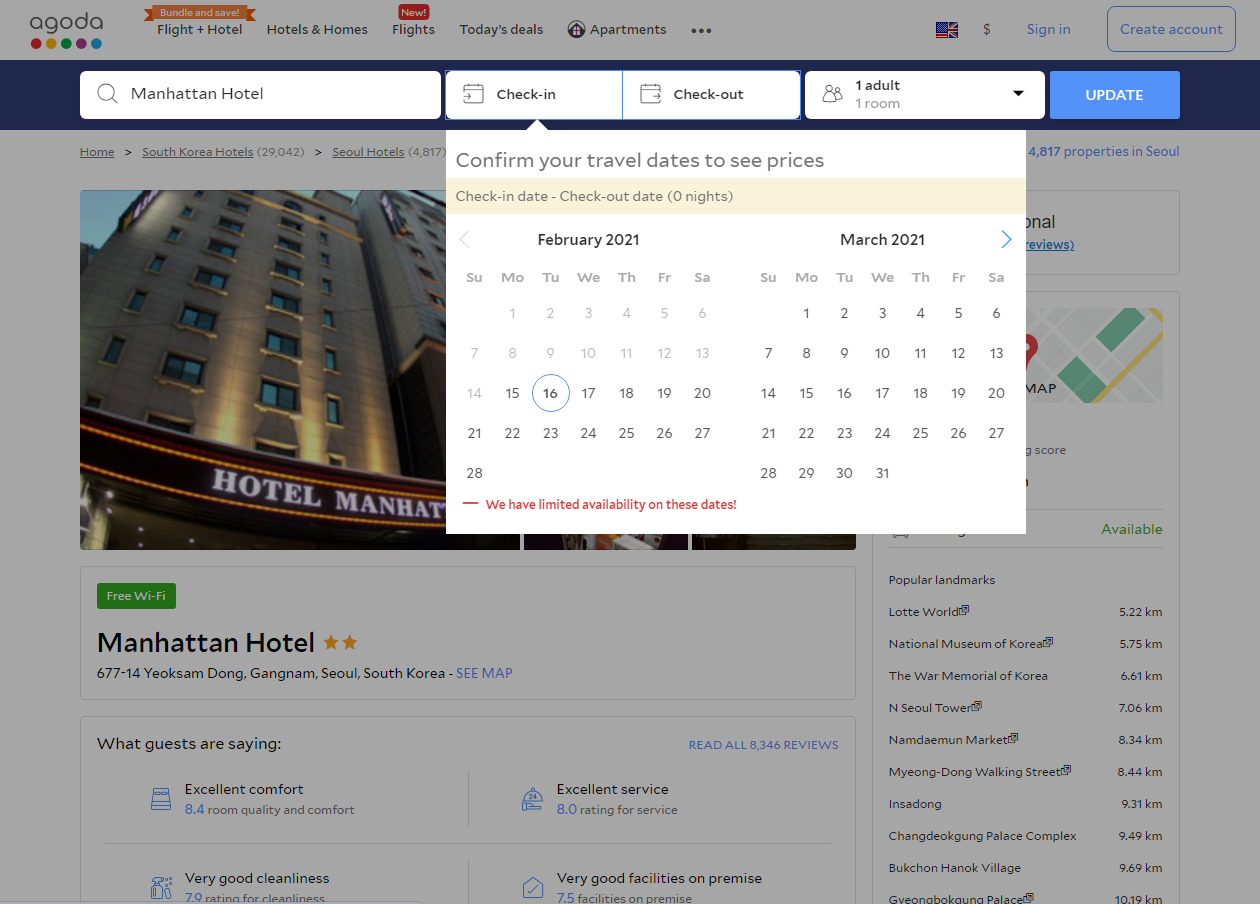 agoda
Bundle and save!
Flight + Hotel
Hotels & Homes
New!
Flights
Today's deals
Apartments
$
Sign in
Create account
Manhattan Hotel
Check-in
Check-out
1 adult
1 room
UPDATE
Home > South Korea Hotels (29,042) > Seoul Hotels (4,817)
4,817 properties in Seoul
Confirm your travel dates to see prices
Check-in date - Check-out date (0 nights)
February 2021
Su Mo Tu We Th Fr Sa
1 2 3 4 5 6
7 8 9 10 11 12 13
14 15 16 17 18 19 20
21 22 23 24 25 26 27
28
March 2021
Su Mo Tu We Th Fr Sa
1 2 3 4 5 6
7 8 9 10 11 12 13
14 15 16 17 18 19 20
21 22 23 24 25 26 27
28 29 30 31
We have limited availability on these dates!
HOTEL MANHAT
onal
reviews)
MAP
g score
Available
Free Wi-Fi
Manhattan Hotel
677-14 Yeoksam Dong, Gangnam, Seoul, South Korea - SEE MAP
What guests are saying:
READ ALL 8,346 REVIEWS
Excellent comfort
8.4 room quality and comfort
Excellent service
24
8.0 rating for service
Very good cleanliness
7.9 rating for cleanliness
Very good facilities on premise
7.5 facilities on premise
Popular landmarks
Lotte World 5.22 km
National Museum of Korea 5.75 km
The War Memorial of Korea 6.61 km
N Seoul Tower 7.06 km
Namdaemun Market 8.34 km
Myeong-Dong Walking Street 8.44 km
Insadong 9.31 km
Changdeokgung Palace Complex 9.49 km
Bukchon Hanok Village 9.69 km
Gyeongbokgung Palace 10.19 km